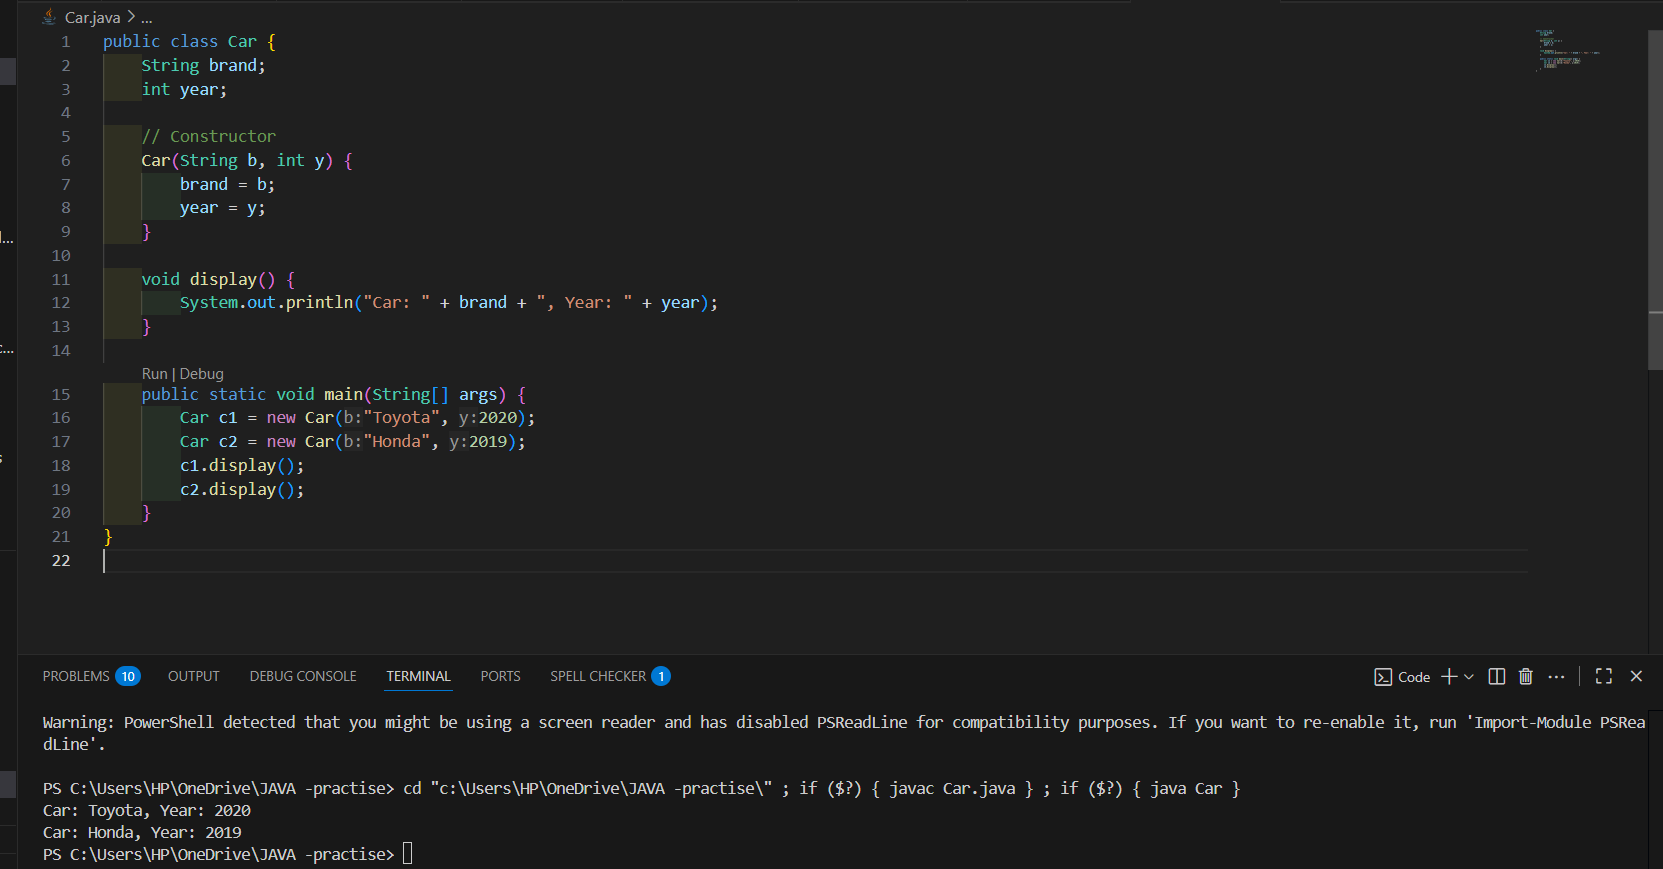 Car.java > ...
1 public class Car {
2 String brand;
3 int year;
4
5 // Constructor
6 Car(String b, int y) {
7 brand = b;
8 year = y;
9 }
10
11 void display() {
12 System.out.println("Car: " + brand + ", Year: " + year);
13 }
14
Run | Debug
15 public static void main(String[] args) {
16 Car c1 = new Car(b:"Toyota", y:2020);
17 Car c2 = new Car(b:"Honda", y:2019);
18 c1.display();
19 c2.display();
20 }
21 }
22
PROBLEMS 10 OUTPUT DEBUG CONSOLE TERMINAL PORTS SPELL CHECKER 1 Code
Warning: PowerShell detected that you might be using a screen reader and has disabled PSReadLine for compatibility purposes. If you want to re-enable it, run 'Import-Module PSRea
dLine'.
PS C:\Users\HP\OneDrive\JAVA -practise> cd "c:\Users\HP\OneDrive\JAVA -practise\" ; if ($?) { javac Car.java } ; if ($?) { java Car }
Car: Toyota, Year: 2020
Car: Honda, Year: 2019
PS C:\Users\HP\OneDrive\JAVA -practise>